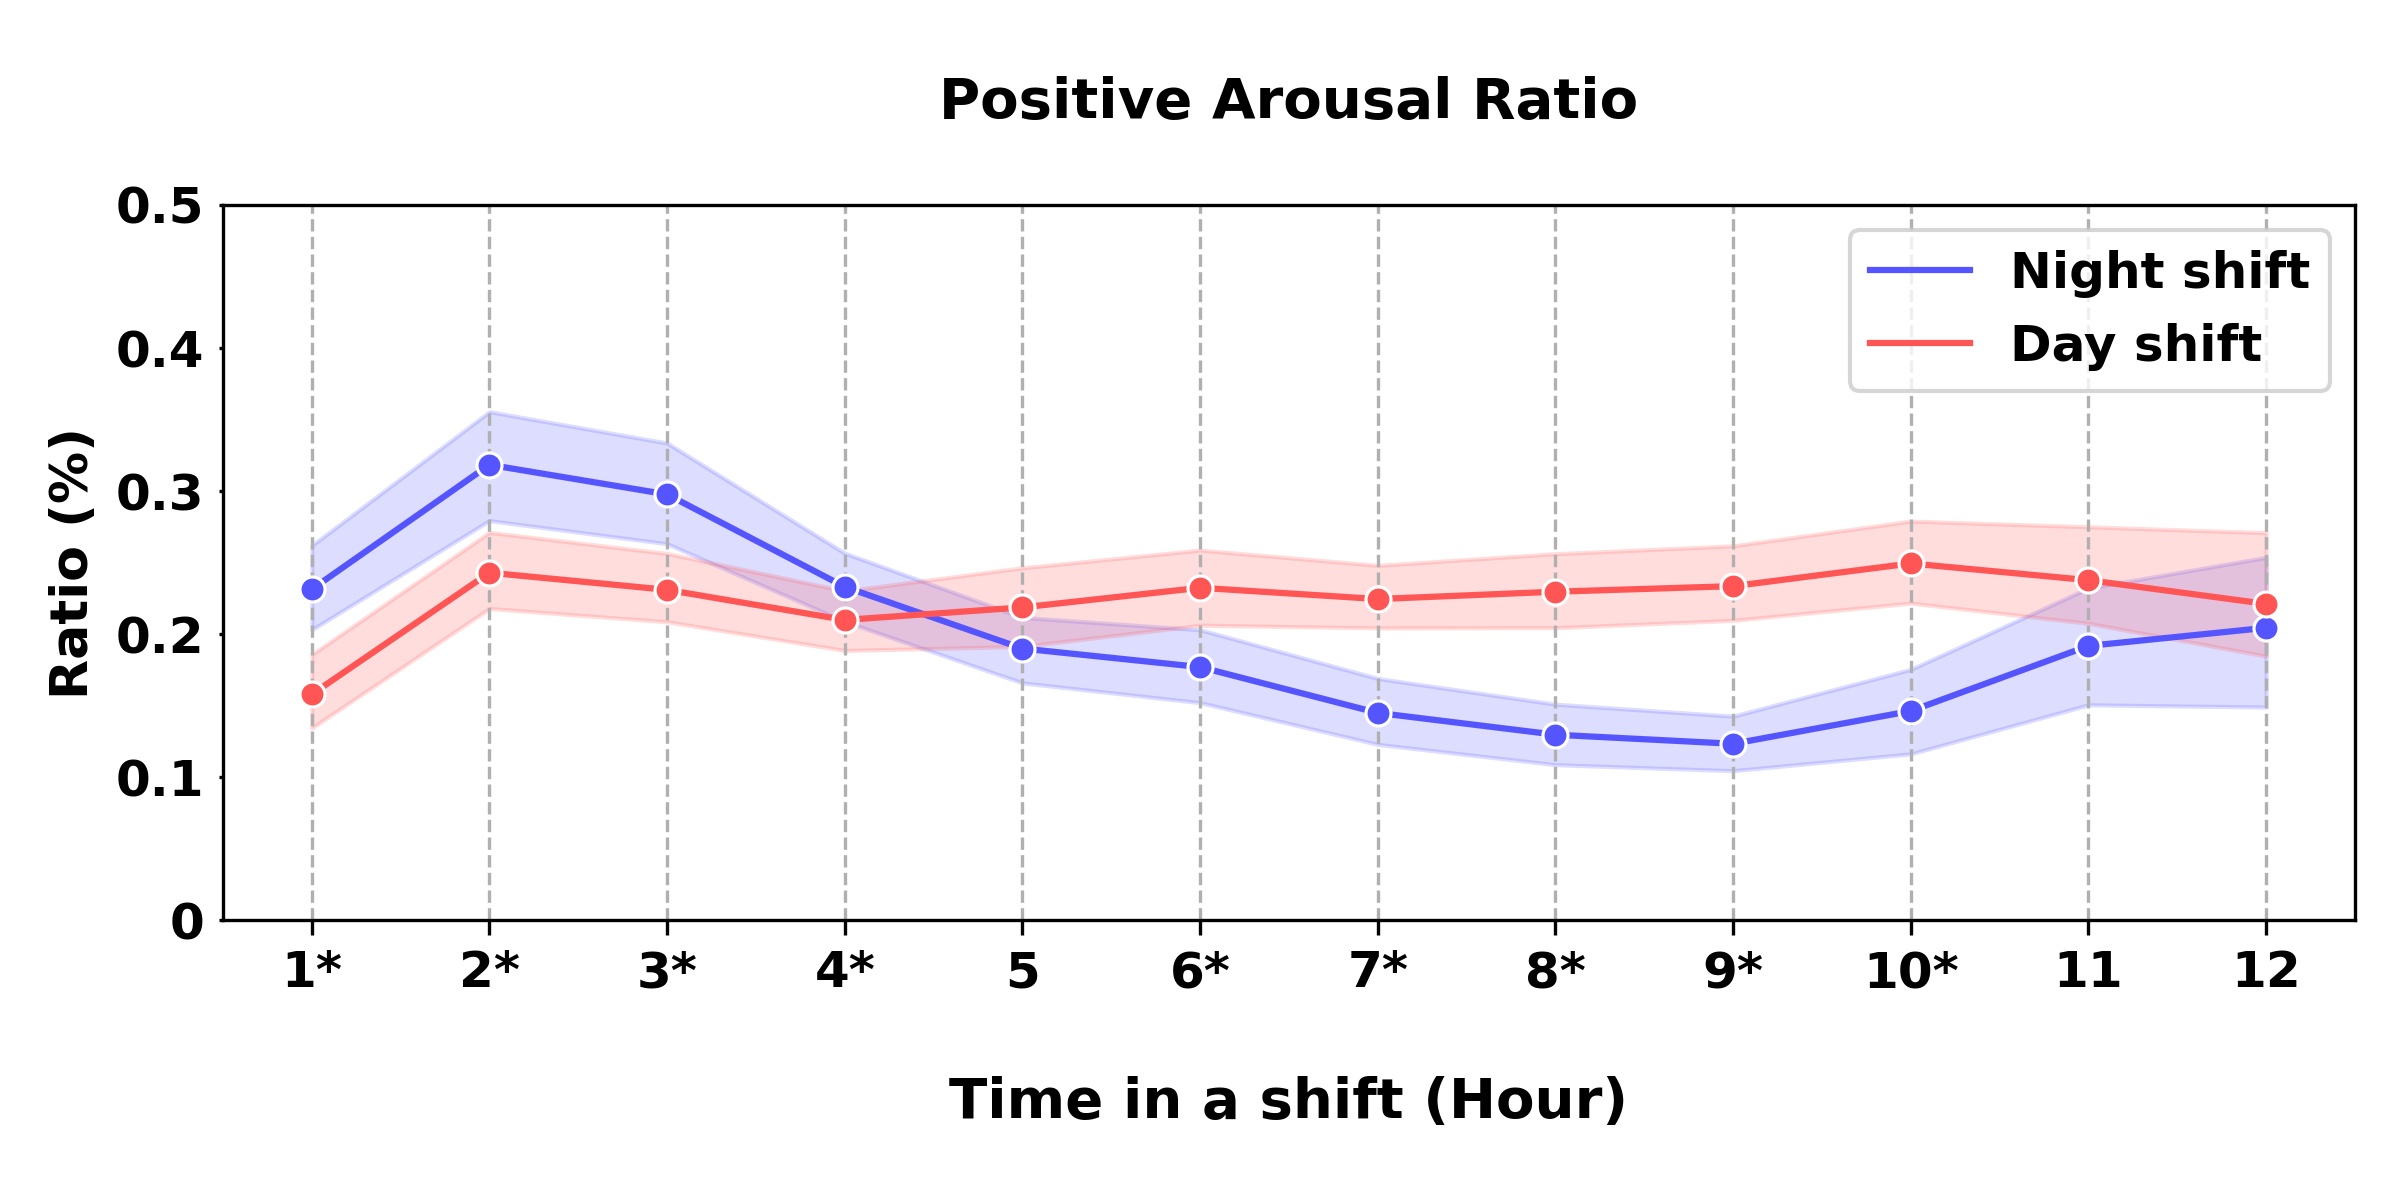 Positive Arousal Ratio
Ratio (%)
0.5
0.4
0.3
0.2
0.1
0
Night shift
Day shift
1* 2* 3* 4* 5 6* 7* 8* 9* 10* 11 12
Time in a shift (Hour)